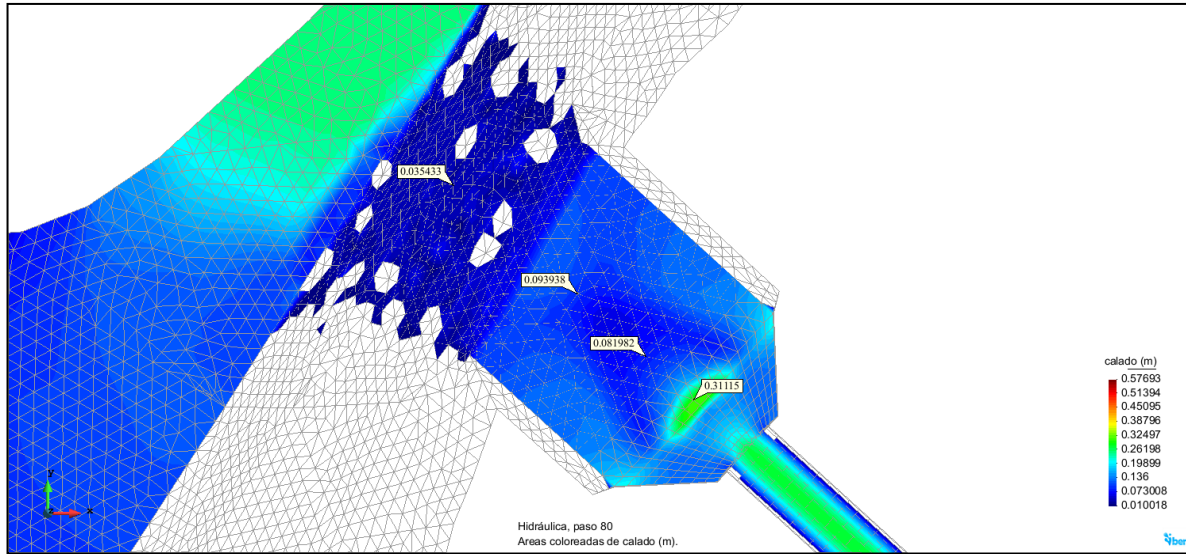 0.035433
0.093938
0.081982
0.31115
calado (m)
0.57693
0.51394
0.45095
0.38796
0.32497
0.26198
0.19899
0.136
0.073008
0.010018
y
x
Hidráulica, paso 80
Areas coloreadas de calado (m).
Iber